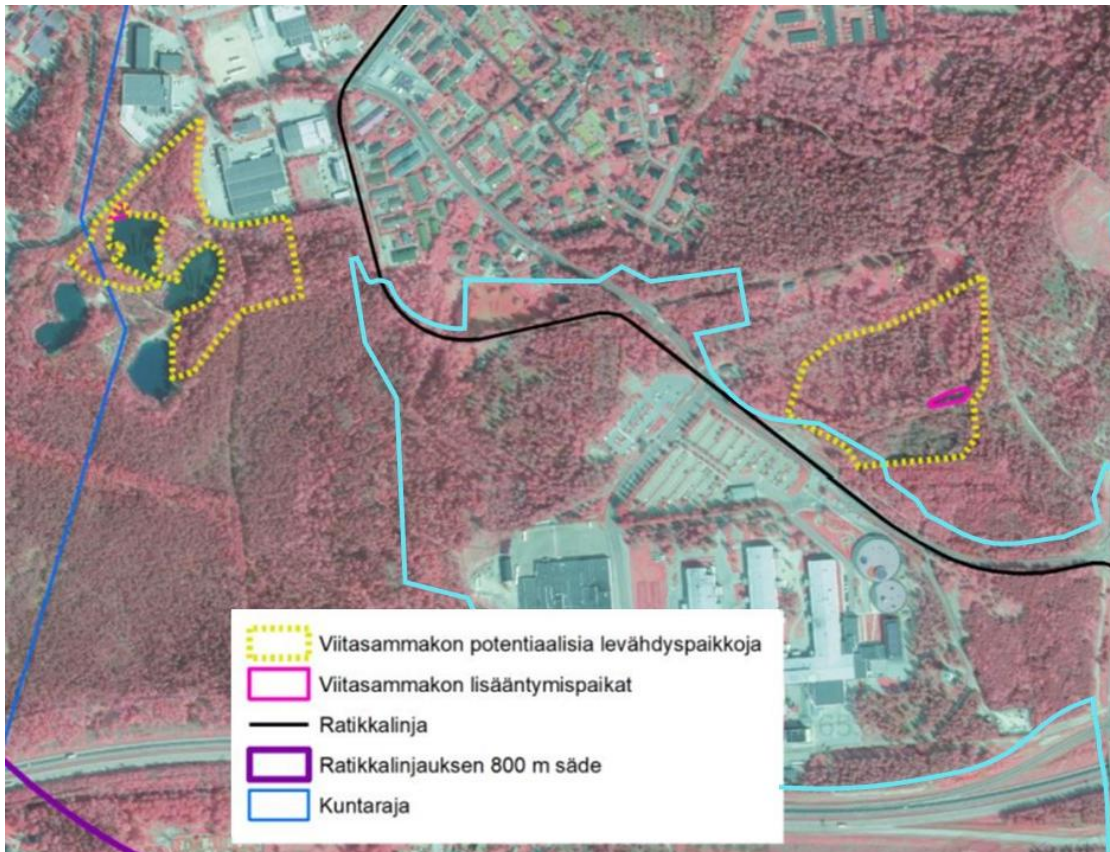 Viitasammakon potentiaalisia levähdyspaikkoja
Viitasammakon lisääntymispaikat
Ratikkalinja
Ratikkalinjauksen 800 m säde
Kuntaraja